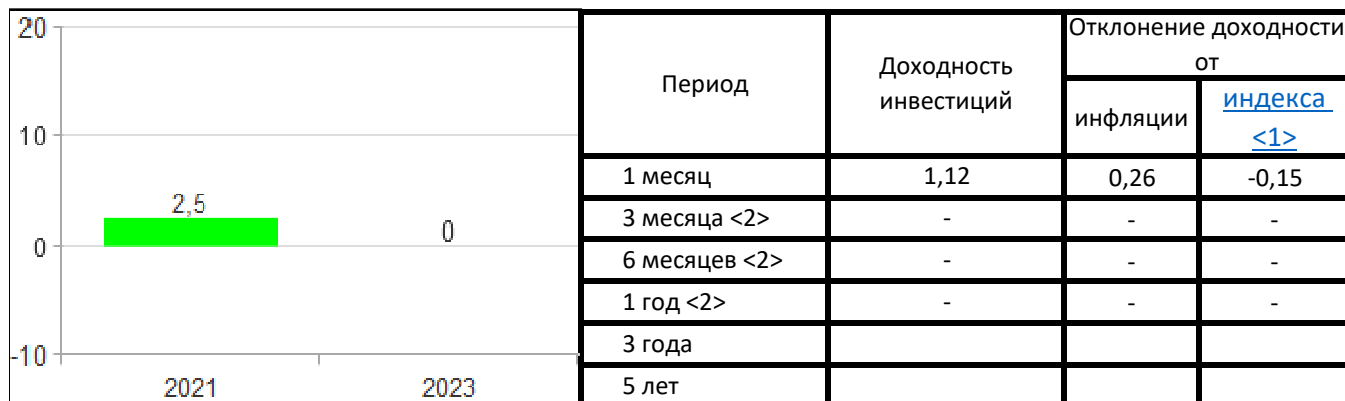 20
10
0
-10
2,5
0
2021
2023
Период
Доходность
инвестиций
Отклонение доходности
от
инфляции
индекса
<1>
1 месяц 1,12 0,26 -0,15
3 месяца <2> - - -
6 месяцев <2> - - -
1 год <2> - - -
3 года
5 лет